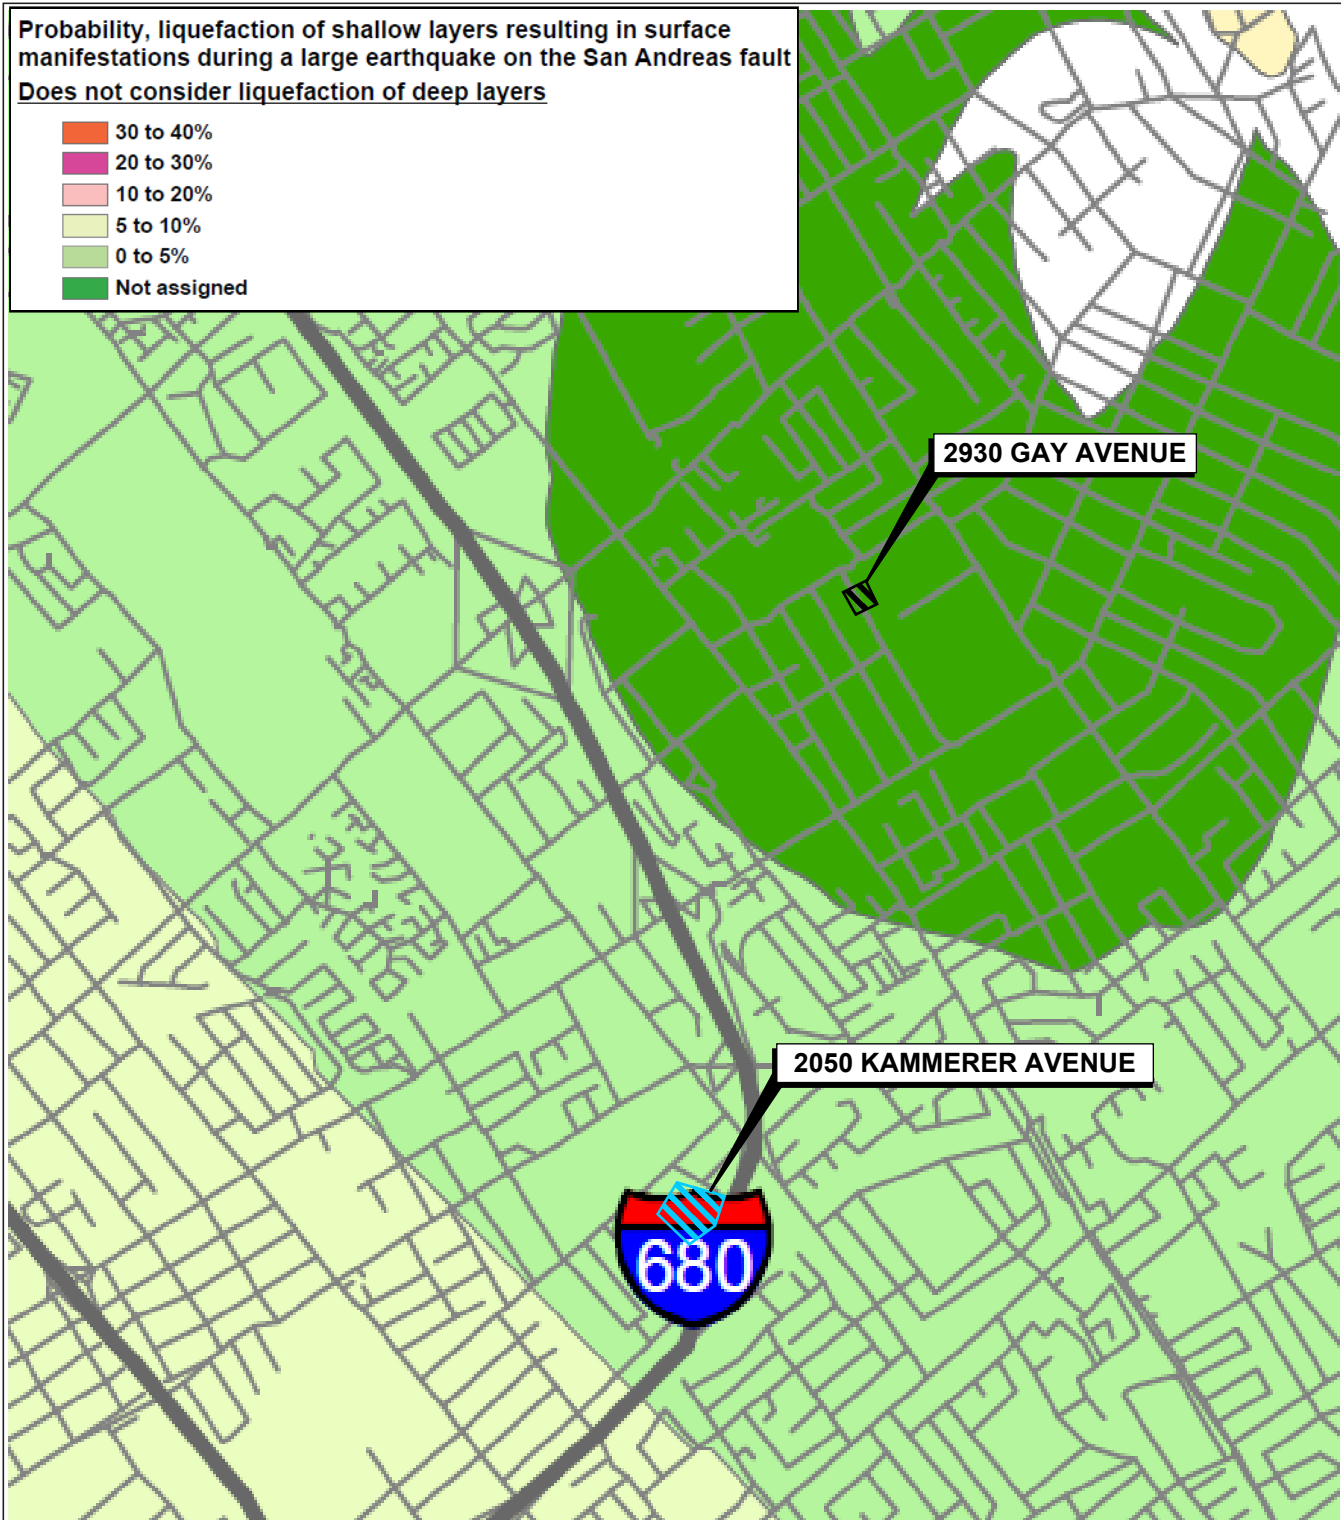 Probability, liquefaction of shallow layers resulting in surface
manifestations during a large earthquake on the San Andreas fault
Does not consider liquefaction of deep layers
30 to 40%
20 to 30%
10 to 20%
5 to 10%
0 to 5%
Not assigned
2930 GAY AVENUE
2050 KAMMERER AVENUE
680